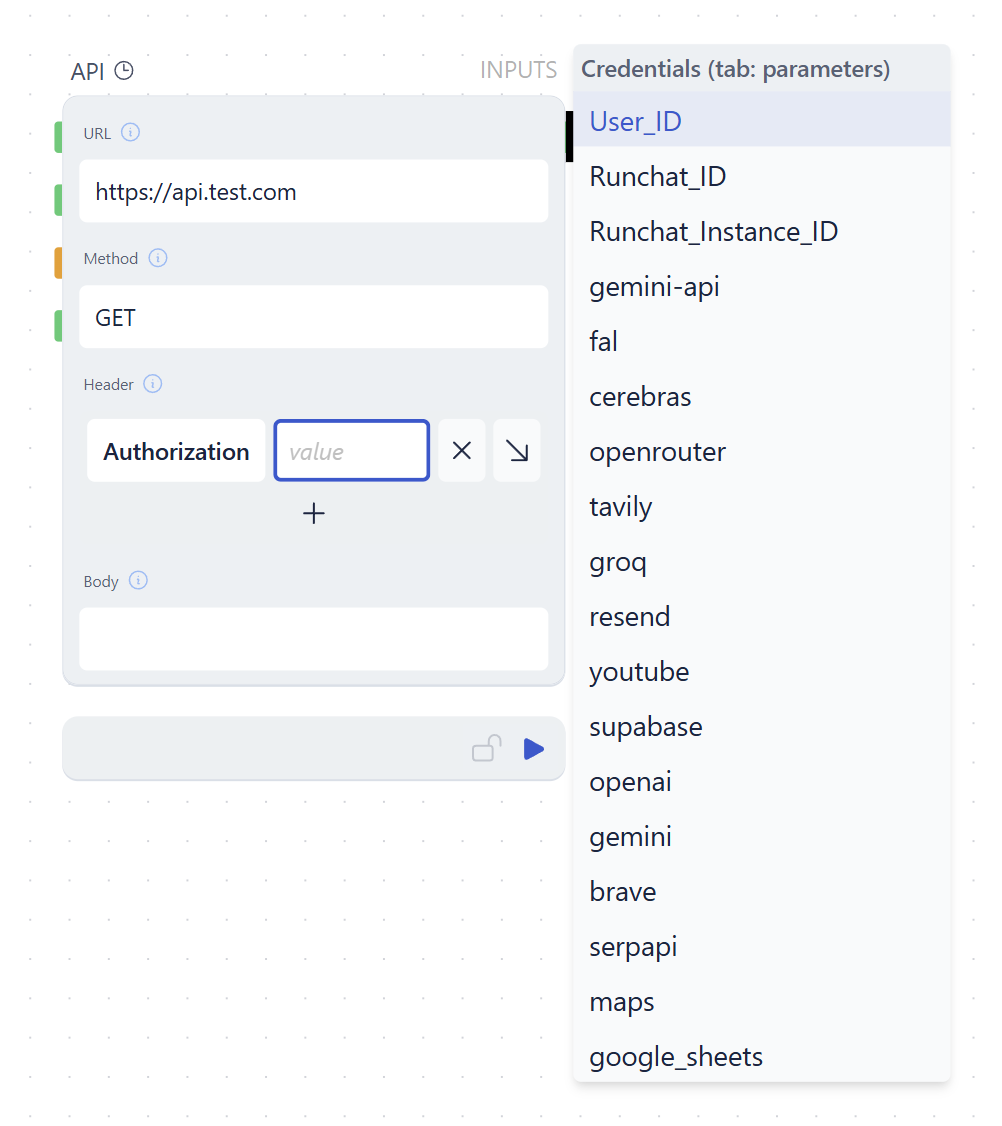 API
INPUTS
URL
https://api.test.com
Method
GET
Header
Authorization
value
Body
Credentials (tab: parameters)
User_ID
Runchat_ID
Runchat_Instance_ID
gemini-api
fal
cerebras
openrouter
tavily
groq
resend
youtube
supabase
openai
gemini
brave
serpapi
maps
google_sheets